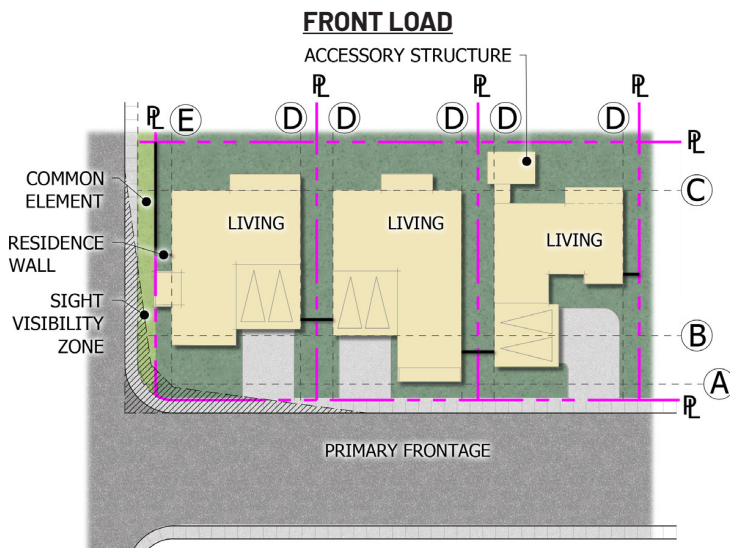 FRONT LOAD
ACCESSORY STRUCTURE
PL PL PL
PL E D D D D D
PL
COMMON
ELEMENT
C
LIVING LIVING LIVING
RESIDENCE
WALL
SIGHT
VISIBILITY
ZONE
B
A
PL
PRIMARY FRONTAGE